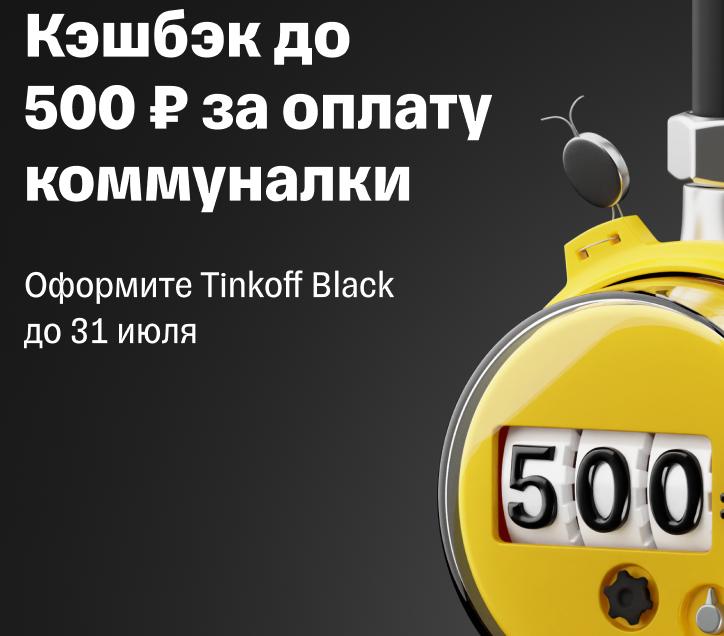 Кэшбэк до
500 ₽ за оплату
коммуналки
Оформите Tinkoff Black
до 31 июля
500